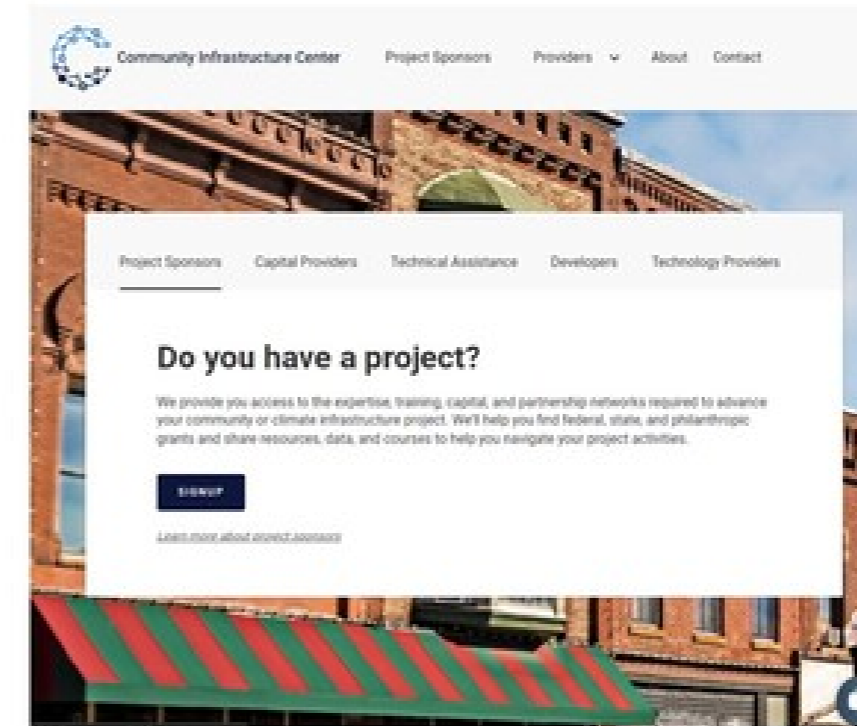 Community Infrastructure Center
Project Sponsors
Providers
About
Contact
Project Sponsors
Capital Providers
Technical Assistance
Developers
Technology Providers
Do you have a project?
We provide you access to the expertise, training, capital, and partnership networks required to advance
your community or climate infrastructure project. We'll help you find federal, state, and philanthropic
grants and share resources, data, and courses to help you navigate your project activities.
SIGNUP
Learn more about project sponsors